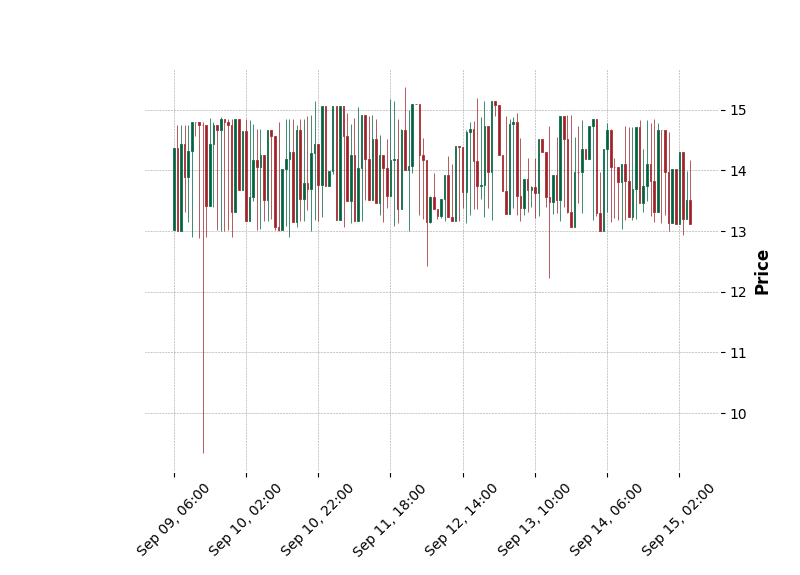 15
14
13
12
11
10
Price
Sep 09, 06:00
Sep 10, 02:00
Sep 10, 22:00
Sep 11, 18:00
Sep 12, 14:00
Sep 13, 10:00
Sep 14, 06:00
Sep 15, 02:00